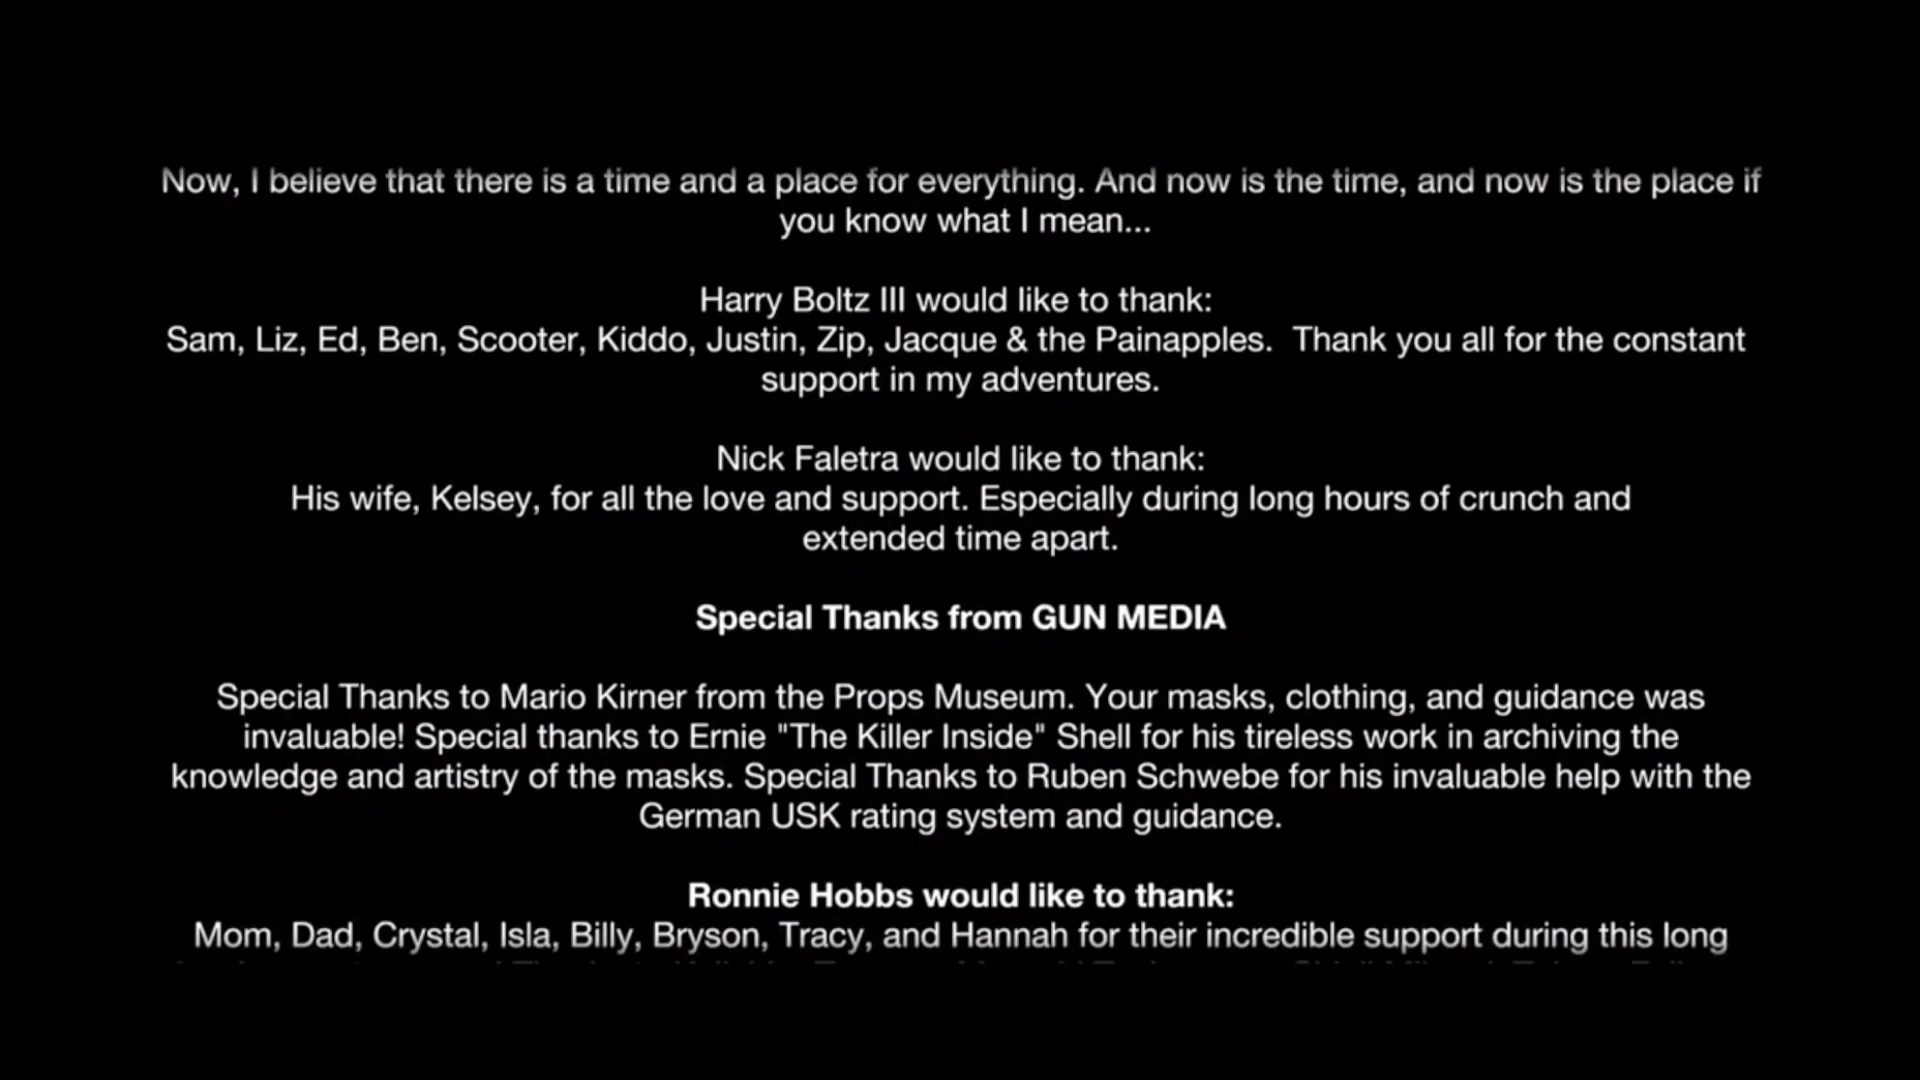 Now, I believe that there is a time and a place for everything. And now is the time, and now is the place if
you know what I mean...
Harry Boltz III would like to thank:
Sam, Liz, Ed, Ben, Scooter, Kiddo, Justin, Zip, Jacque & the Painapples.  Thank you all for the constant
support in my adventures.
Nick Faletra would like to thank:
His wife, Kelsey, for all the love and support. Especially during long hours of crunch and
extended time apart.
Special Thanks from GUN MEDIA
Special Thanks to Mario Kirner from the Props Museum. Your masks, clothing, and guidance was
invaluable! Special thanks to Ernie "The Killer Inside" Shell for his tireless work in archiving the
knowledge and artistry of the masks. Special Thanks to Ruben Schwebe for his invaluable help with the
German USK rating system and guidance.
Ronnie Hobbs would like to thank:
Mom, Dad, Crystal, Isla, Billy, Bryson, Tracy, and Hannah for their incredible support during this long